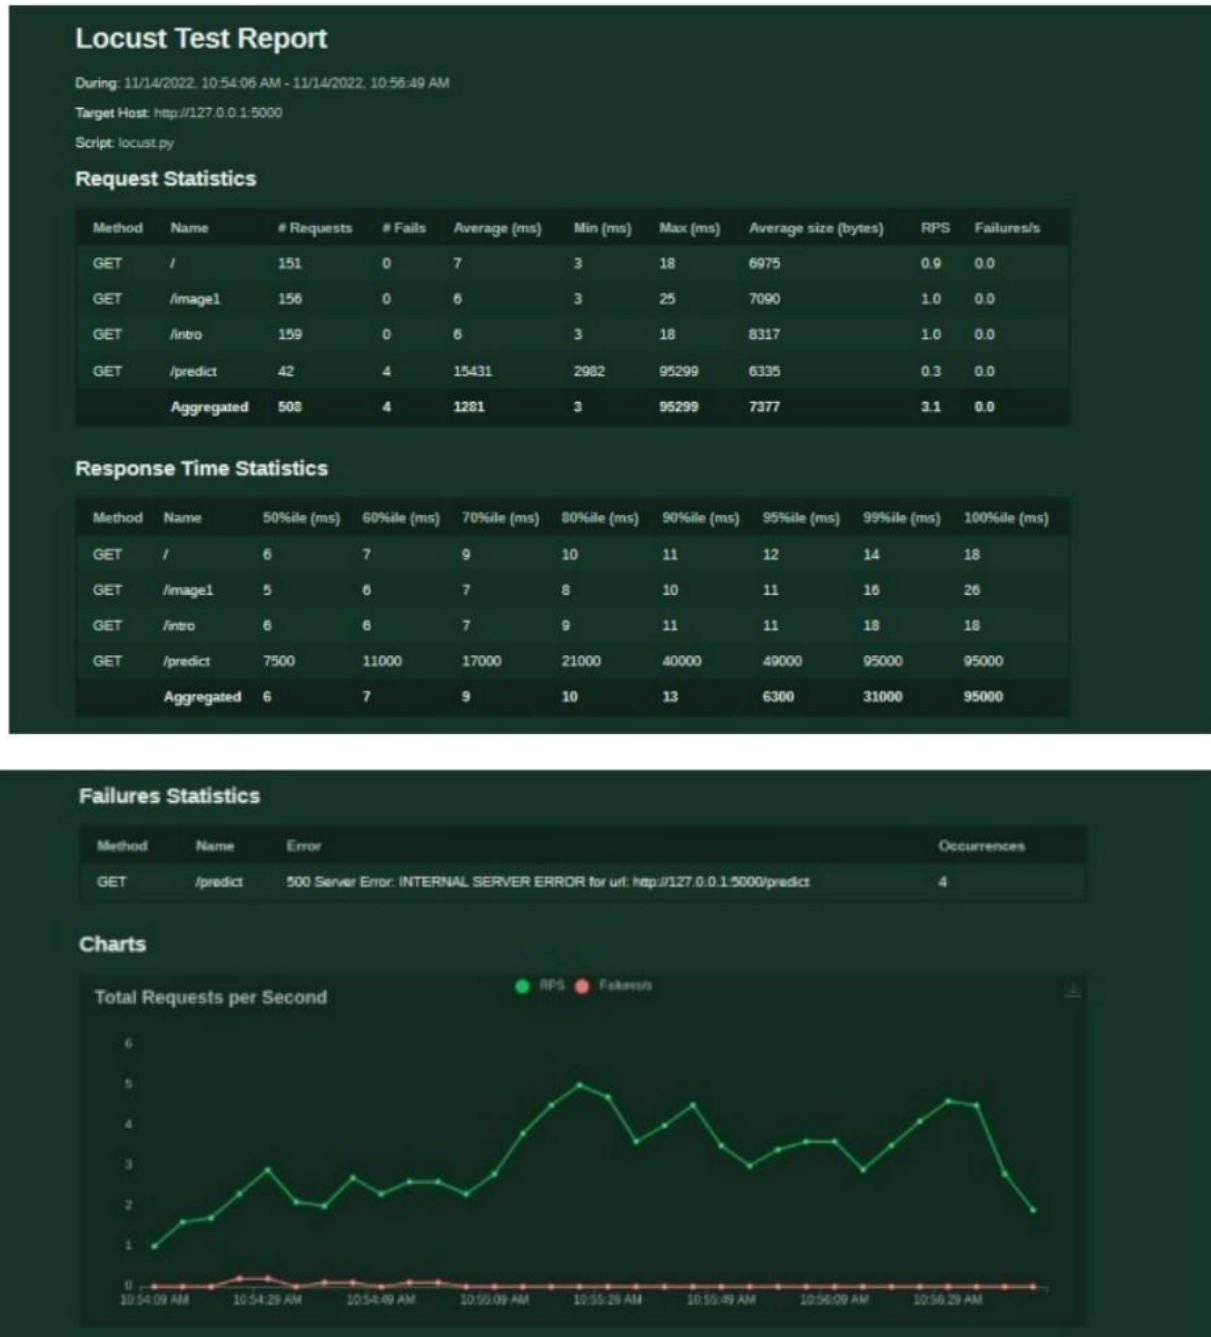 Locust Test Report
During: 11/14/2022, 10:54:06 AM - 11/14/2022, 10:56:49 AM
Target Host: http://127.0.0.1:5000
Script: locust.py
Request Statistics
Method Name # Requests # Fails Average (ms) Min (ms) Max (ms) Average size (bytes) RPS Failures/s
GET / 151 0 7 3 18 6975 0.9 0.0
GET /image1 156 0 6 3 25 7090 1.0 0.0
GET /intro 159 0 6 3 18 8317 1.0 0.0
GET /predict 42 4 15431 2982 95299 6335 0.3 0.0
Aggregated 508 4 1281 3 95299 7377 3.1 0.0
Response Time Statistics
Method Name 50%ile (ms) 60%ile (ms) 70%ile (ms) 80%ile (ms) 90%ile (ms) 95%ile (ms) 99%ile (ms) 100%ile (ms)
GET / 6 7 9 10 11 12 14 18
GET /image1 5 6 7 8 10 11 16 26
GET /intro 6 6 7 9 11 11 18 18
GET /predict 7500 11000 17000 21000 40000 49000 95000 95000
Aggregated 6 7 9 10 13 6300 31000 95000
Failures Statistics
Method Name Error Occurrences
GET /predict 500 Server Error: INTERNAL SERVER ERROR for url: http://127.0.0.1:5000/predict 4
Charts
RPS Failures/s
Total Requests per Second
6
5
4
3
2
1
0
10:54:09 AM 10:54:29 AM 10:54:49 AM 10:55:09 AM 10:55:29 AM 10:55:49 AM 10:56:09 AM 10:56:29 AM